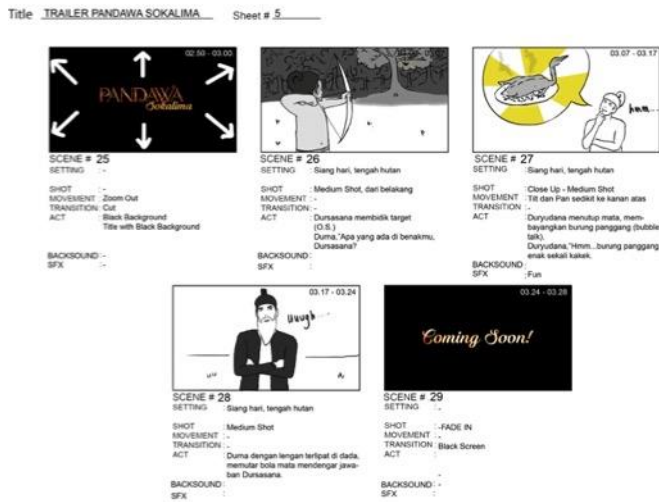 Title TRAILER PANDAWA SOKALIMA Sheet # 5
02.59 - 03.03
PANDAWA
Sokalima
SCENE # 25
SETTING : -
SHOT : -
MOVEMENT : Zoom Out
TRANSITION : Cut
ACT : Black Background
Title with Black Background
BACKSOUND : -
SFX : -
SCENE # 26
SETTING : Siang hari, tengah hutan
SHOT : Medium Shot, dari belakang
MOVEMENT : -
TRANSITION : -
ACT : Dursasana membidik target
(O.S.)
Durna,"Apa yang ada di benakmu,
Dursasana?
BACKSOUND :
SFX :
03.07 - 03.17
hmm...
SCENE # 27
SETTING : Siang hari, tengah hutan
SHOT : Close Up - Medium Shot
MOVEMENT : Tilt dan Pan sedikit ke kanan atas
TRANSITION : -
ACT : Duryudana menutup mata, mem-
bayangkan burung panggang (bubble
talk).
Duryudana,"Hmm...burung panggang
enak sekali kakek.
BACKSOUND :
SFX : Fun
03.17 - 03.24
uuugh...
SCENE # 28
SETTING : Siang hari, tengah hutan
SHOT : Medium Shot
MOVEMENT : -
TRANSITION : -
ACT : Durna dengan lengan terlipat di dada,
memutar bola mata mendengar jawa-
ban Dursasana.
BACKSOUND :
SFX :
03.24 - 03.28
Coming Soon!
SCENE # 29
SETTING : -
SHOT : -FADE IN
MOVEMENT : -
TRANSITION : Black Screen
ACT :
-
BACKSOUND : -
SFX :